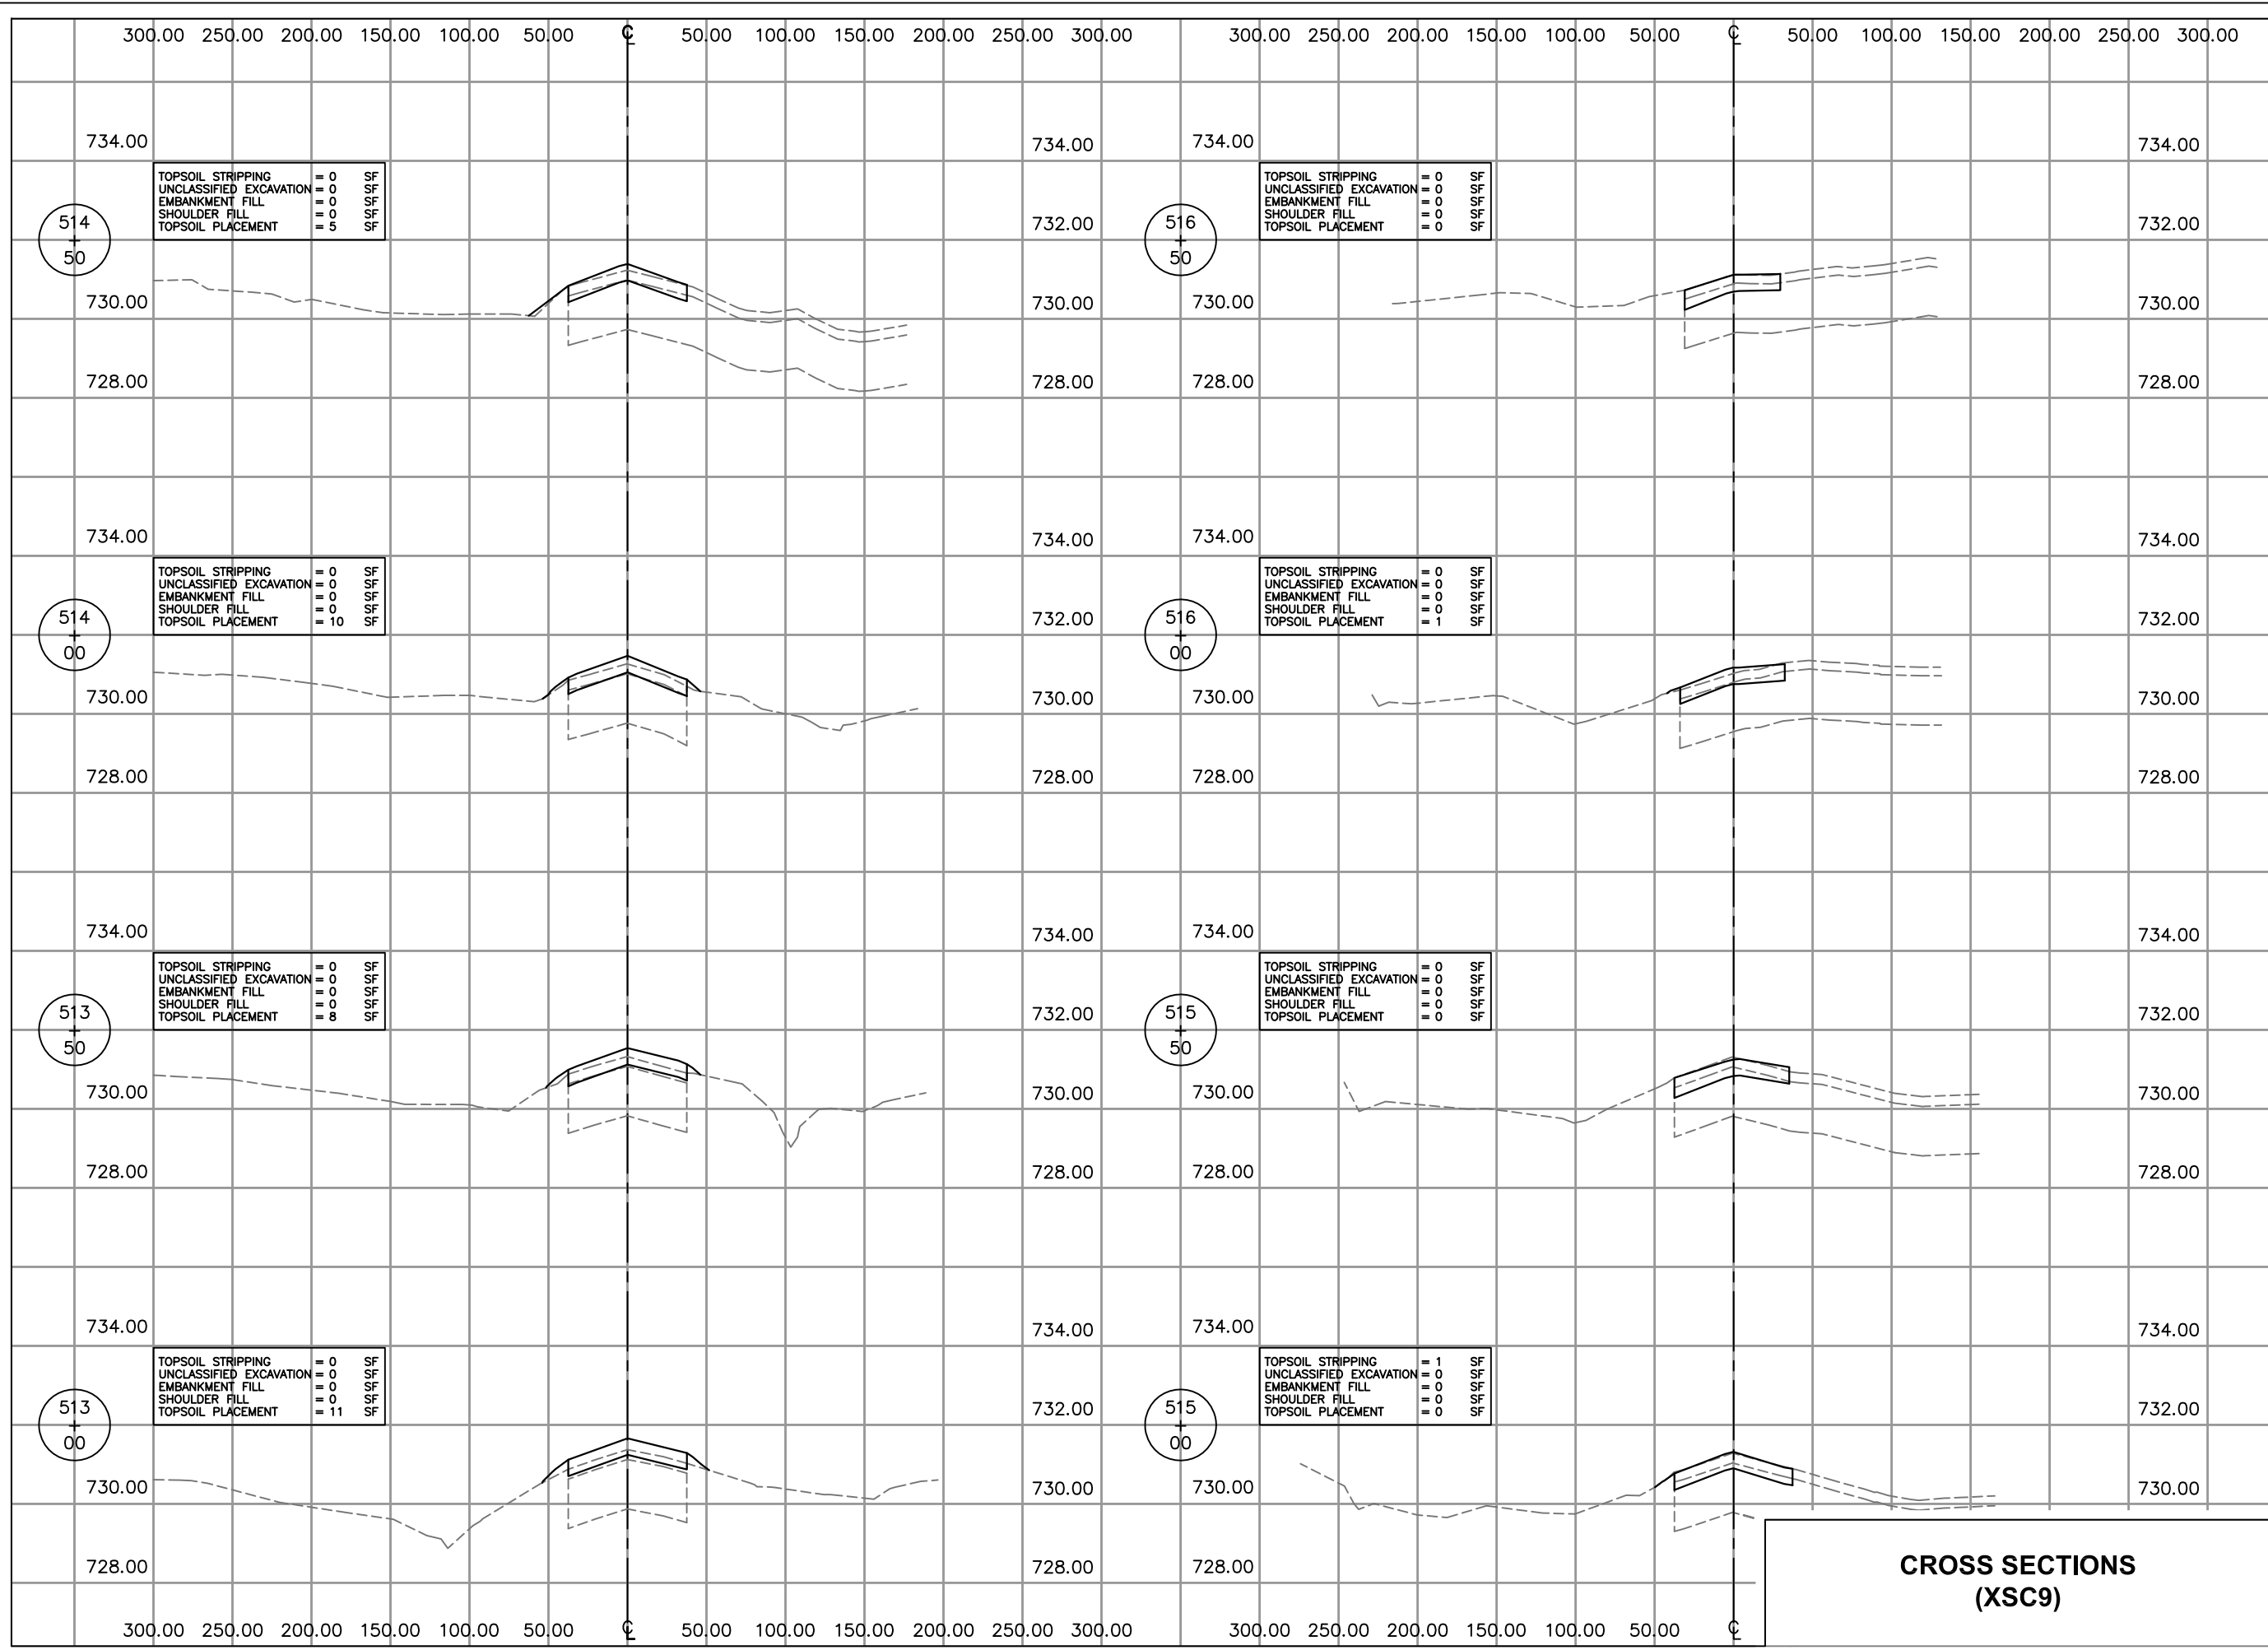 300.00 250.00 200.00 150.00 100.00 50.00 ℄ 50.00 100.00 150.00 200.00 250.00 300.00
734.00 734.00
TOPSOIL STRIPPING = 0 SF
UNCLASSIFIED EXCAVATION = 0 SF
EMBANKMENT FILL = 0 SF
SHOULDER FILL = 0 SF
TOPSOIL PLACEMENT = 5 SF
514
+
50
732.00
730.00 730.00
728.00 728.00
734.00 734.00
TOPSOIL STRIPPING = 0 SF
UNCLASSIFIED EXCAVATION = 0 SF
EMBANKMENT FILL = 0 SF
SHOULDER FILL = 0 SF
TOPSOIL PLACEMENT = 10 SF
514
+
00
732.00
730.00 730.00
728.00 728.00
734.00 734.00
TOPSOIL STRIPPING = 0 SF
UNCLASSIFIED EXCAVATION = 0 SF
EMBANKMENT FILL = 0 SF
SHOULDER FILL = 0 SF
TOPSOIL PLACEMENT = 8 SF
513
+
50
732.00
730.00 730.00
728.00 728.00
734.00 734.00
TOPSOIL STRIPPING = 0 SF
UNCLASSIFIED EXCAVATION = 0 SF
EMBANKMENT FILL = 0 SF
SHOULDER FILL = 0 SF
TOPSOIL PLACEMENT = 11 SF
513
+
00
732.00
730.00 730.00
728.00 728.00
300.00 250.00 200.00 150.00 100.00 50.00 ℄ 50.00 100.00 150.00 200.00 250.00 300.00
300.00 250.00 200.00 150.00 100.00 50.00 ℄ 50.00 100.00 150.00 200.00 250.00 300.00
734.00 734.00
TOPSOIL STRIPPING = 0 SF
UNCLASSIFIED EXCAVATION = 0 SF
EMBANKMENT FILL = 0 SF
SHOULDER FILL = 0 SF
TOPSOIL PLACEMENT = 0 SF
516
+
50
732.00
730.00 730.00
728.00 728.00
734.00 734.00
TOPSOIL STRIPPING = 0 SF
UNCLASSIFIED EXCAVATION = 0 SF
EMBANKMENT FILL = 0 SF
SHOULDER FILL = 0 SF
TOPSOIL PLACEMENT = 1 SF
516
+
00
732.00
730.00 730.00
728.00 728.00
734.00 734.00
TOPSOIL STRIPPING = 0 SF
UNCLASSIFIED EXCAVATION = 0 SF
EMBANKMENT FILL = 0 SF
SHOULDER FILL = 0 SF
TOPSOIL PLACEMENT = 0 SF
515
+
50
732.00
730.00 730.00
728.00 728.00
734.00 734.00
TOPSOIL STRIPPING = 1 SF
UNCLASSIFIED EXCAVATION = 0 SF
EMBANKMENT FILL = 0 SF
SHOULDER FILL = 0 SF
TOPSOIL PLACEMENT = 0 SF
515
+
00
732.00
730.00 730.00
728.00
300.00 250.00 200.00 150.00 100.00 50.00 ℄
CROSS SECTIONS
(XSC9)